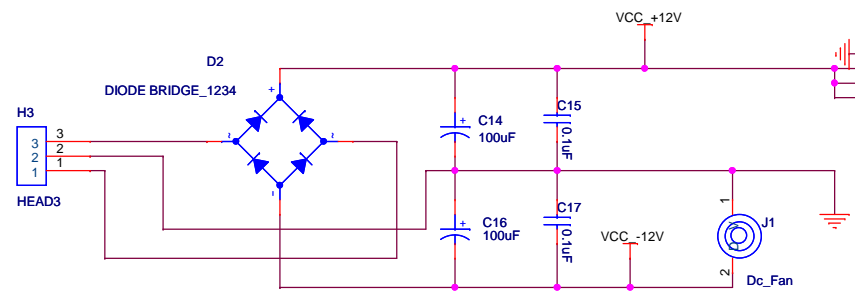 VCC_+12V
D2
DIODE BRIDGE_1234
+
~
~
-
H3
3
2
1
3
2
1
HEAD3
C14
+
100uF
C15
0.1uF
C16
+
100uF
C17
0.1uF
VCC_-12V
1
J1
2
Dc_Fan